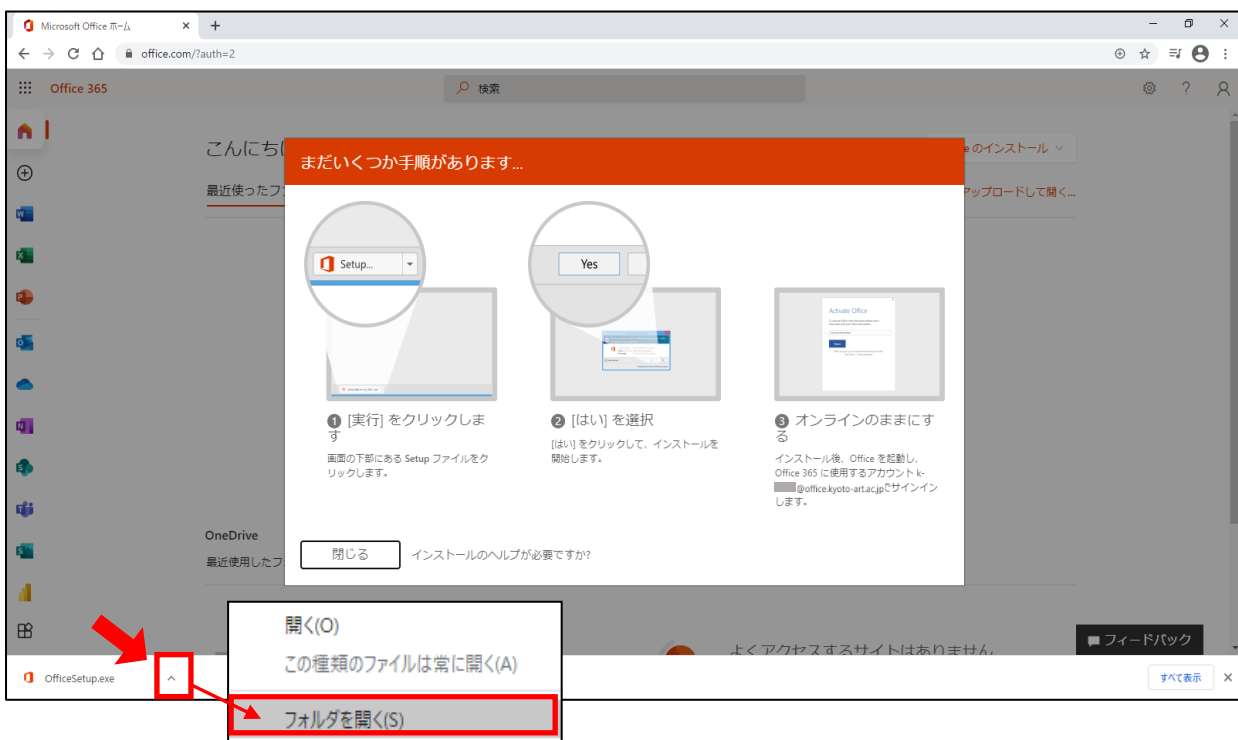 Microsoft Office ホーム
office.com/?auth=2
Office 365
検索
こんにちは
まだいくつか手順があります...
e のインストール
最近使ったフ
アップロードして開く...
Setup...
Yes
Activate Office
❶ [実行] をクリックしま
す
画面の下部にある Setup ファイルをク
リックします。
❷ [はい] を選択
[はい] をクリックして、インストールを
開始します。
❸ オンラインのままにす
る
インストール後、Office を起動し、
Office 365 に使用するアカウント k-
@office.kyoto-art.ac.jpでサインイン
します。
OneDrive
最近使用したフ
閉じる
インストールのヘルプが必要ですか?
よくアクセスするサイトはありません
フィードバック
OfficeSetup.exe
すべて表示
開く(O)
この種類のファイルは常に開く(A)
フォルダを開く(S)